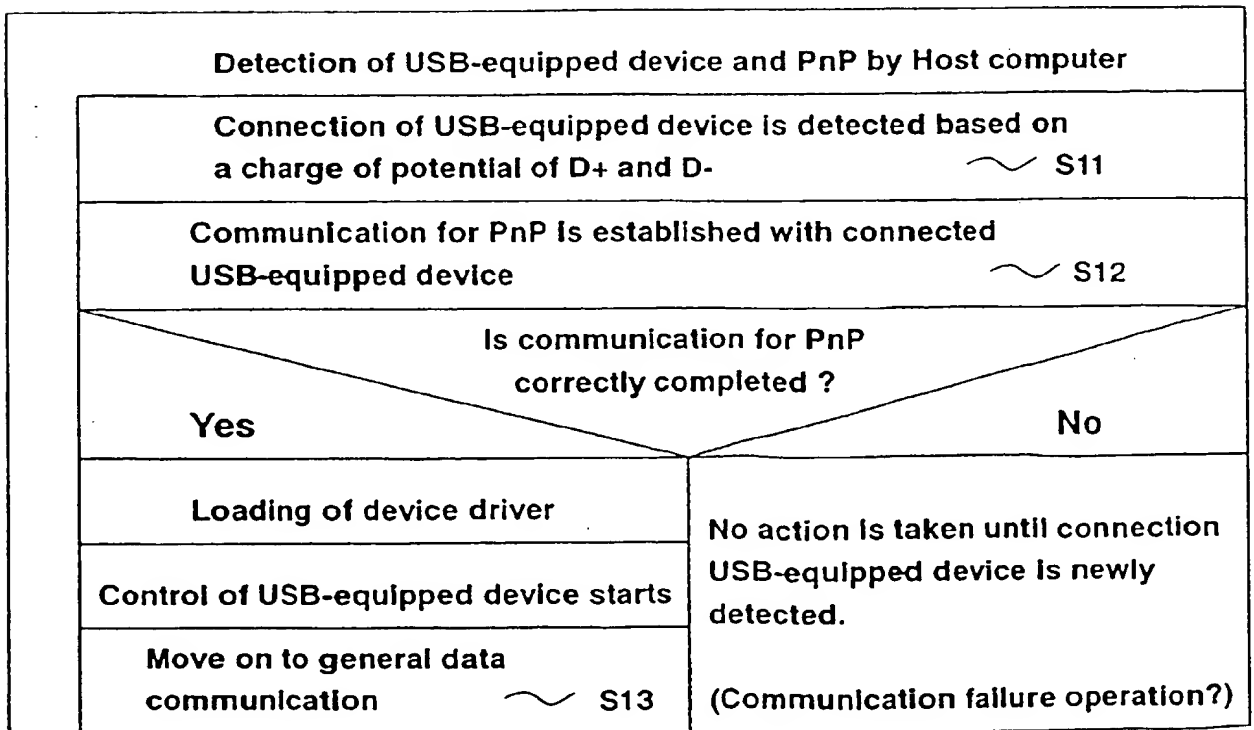 Detection of USB-equipped device and PnP by Host computer
Connection of USB-equipped device is detected based on
a charge of potential of D+ and D- S11
Communication for PnP is established with connected
USB-equipped device S12
Is communication for PnP
correctly completed ?
Yes
No
Loading of device driver
Control of USB-equipped device starts
Move on to general data
communication S13
No action is taken until connection
USB-equipped device is newly
detected.
(Communication failure operation?)